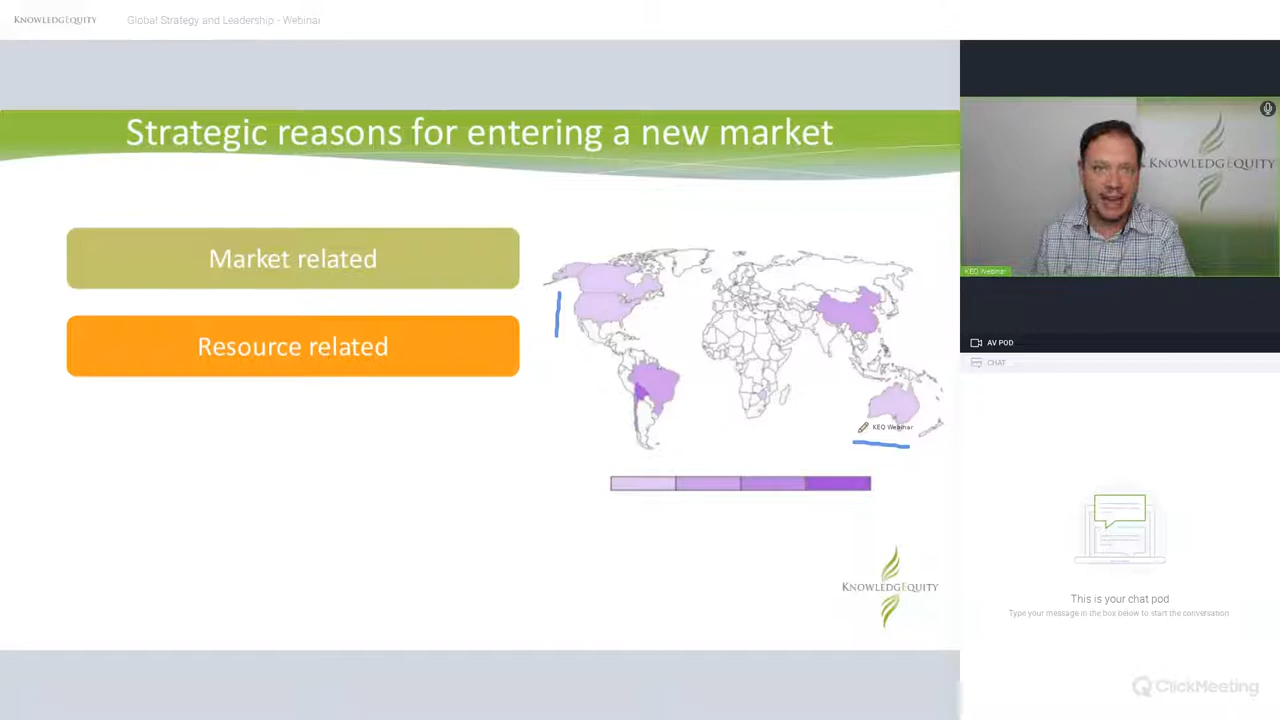 KNOWLEDGEQUITY
Global Strategy and Leadership - Webinar
Strategic reasons for entering a new market
Market related
Resource related
KEQ Webinar
KNOWLEDGEQUITY
KNOWLEDGEQUITY
KEQ Webinar
AV POD
CHAT
This is your chat pod
Type your message in the box below to start the conversation
ClickMeeting